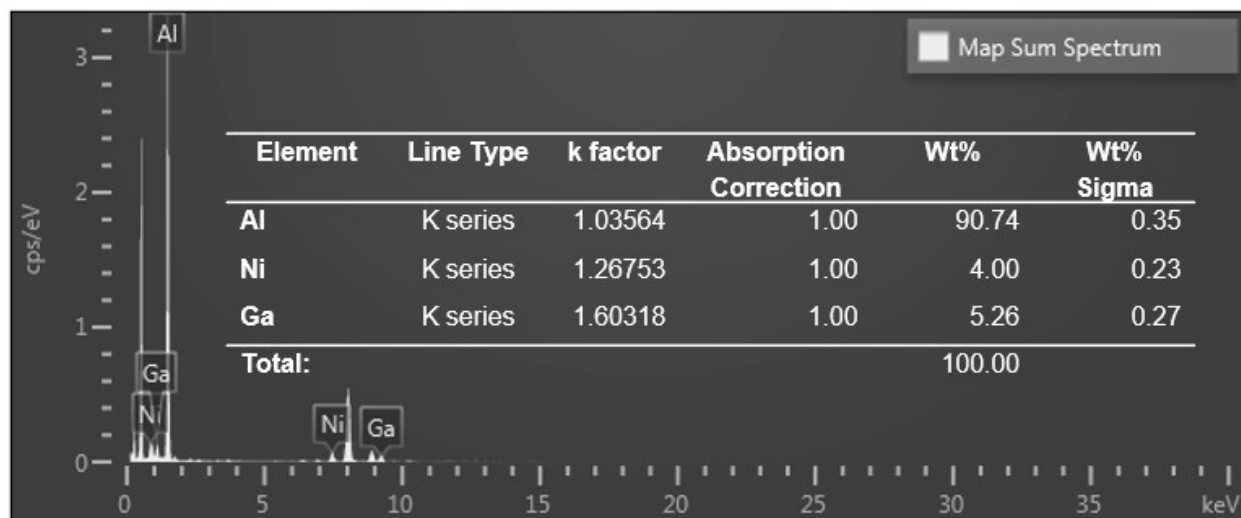 Al
Map Sum Spectrum
3
2
1
0
cps/eV
Element Line Type k factor Absorption Correction Wt% Wt% Sigma
Al K series 1.03564 1.00 90.74 0.35
Ni K series 1.26753 1.00 4.00 0.23
Ga K series 1.60318 1.00 5.26 0.27
Total: 100.00
Ga
Ni
Ni
Ga
0 5 10 15 20 25 30 35 keV